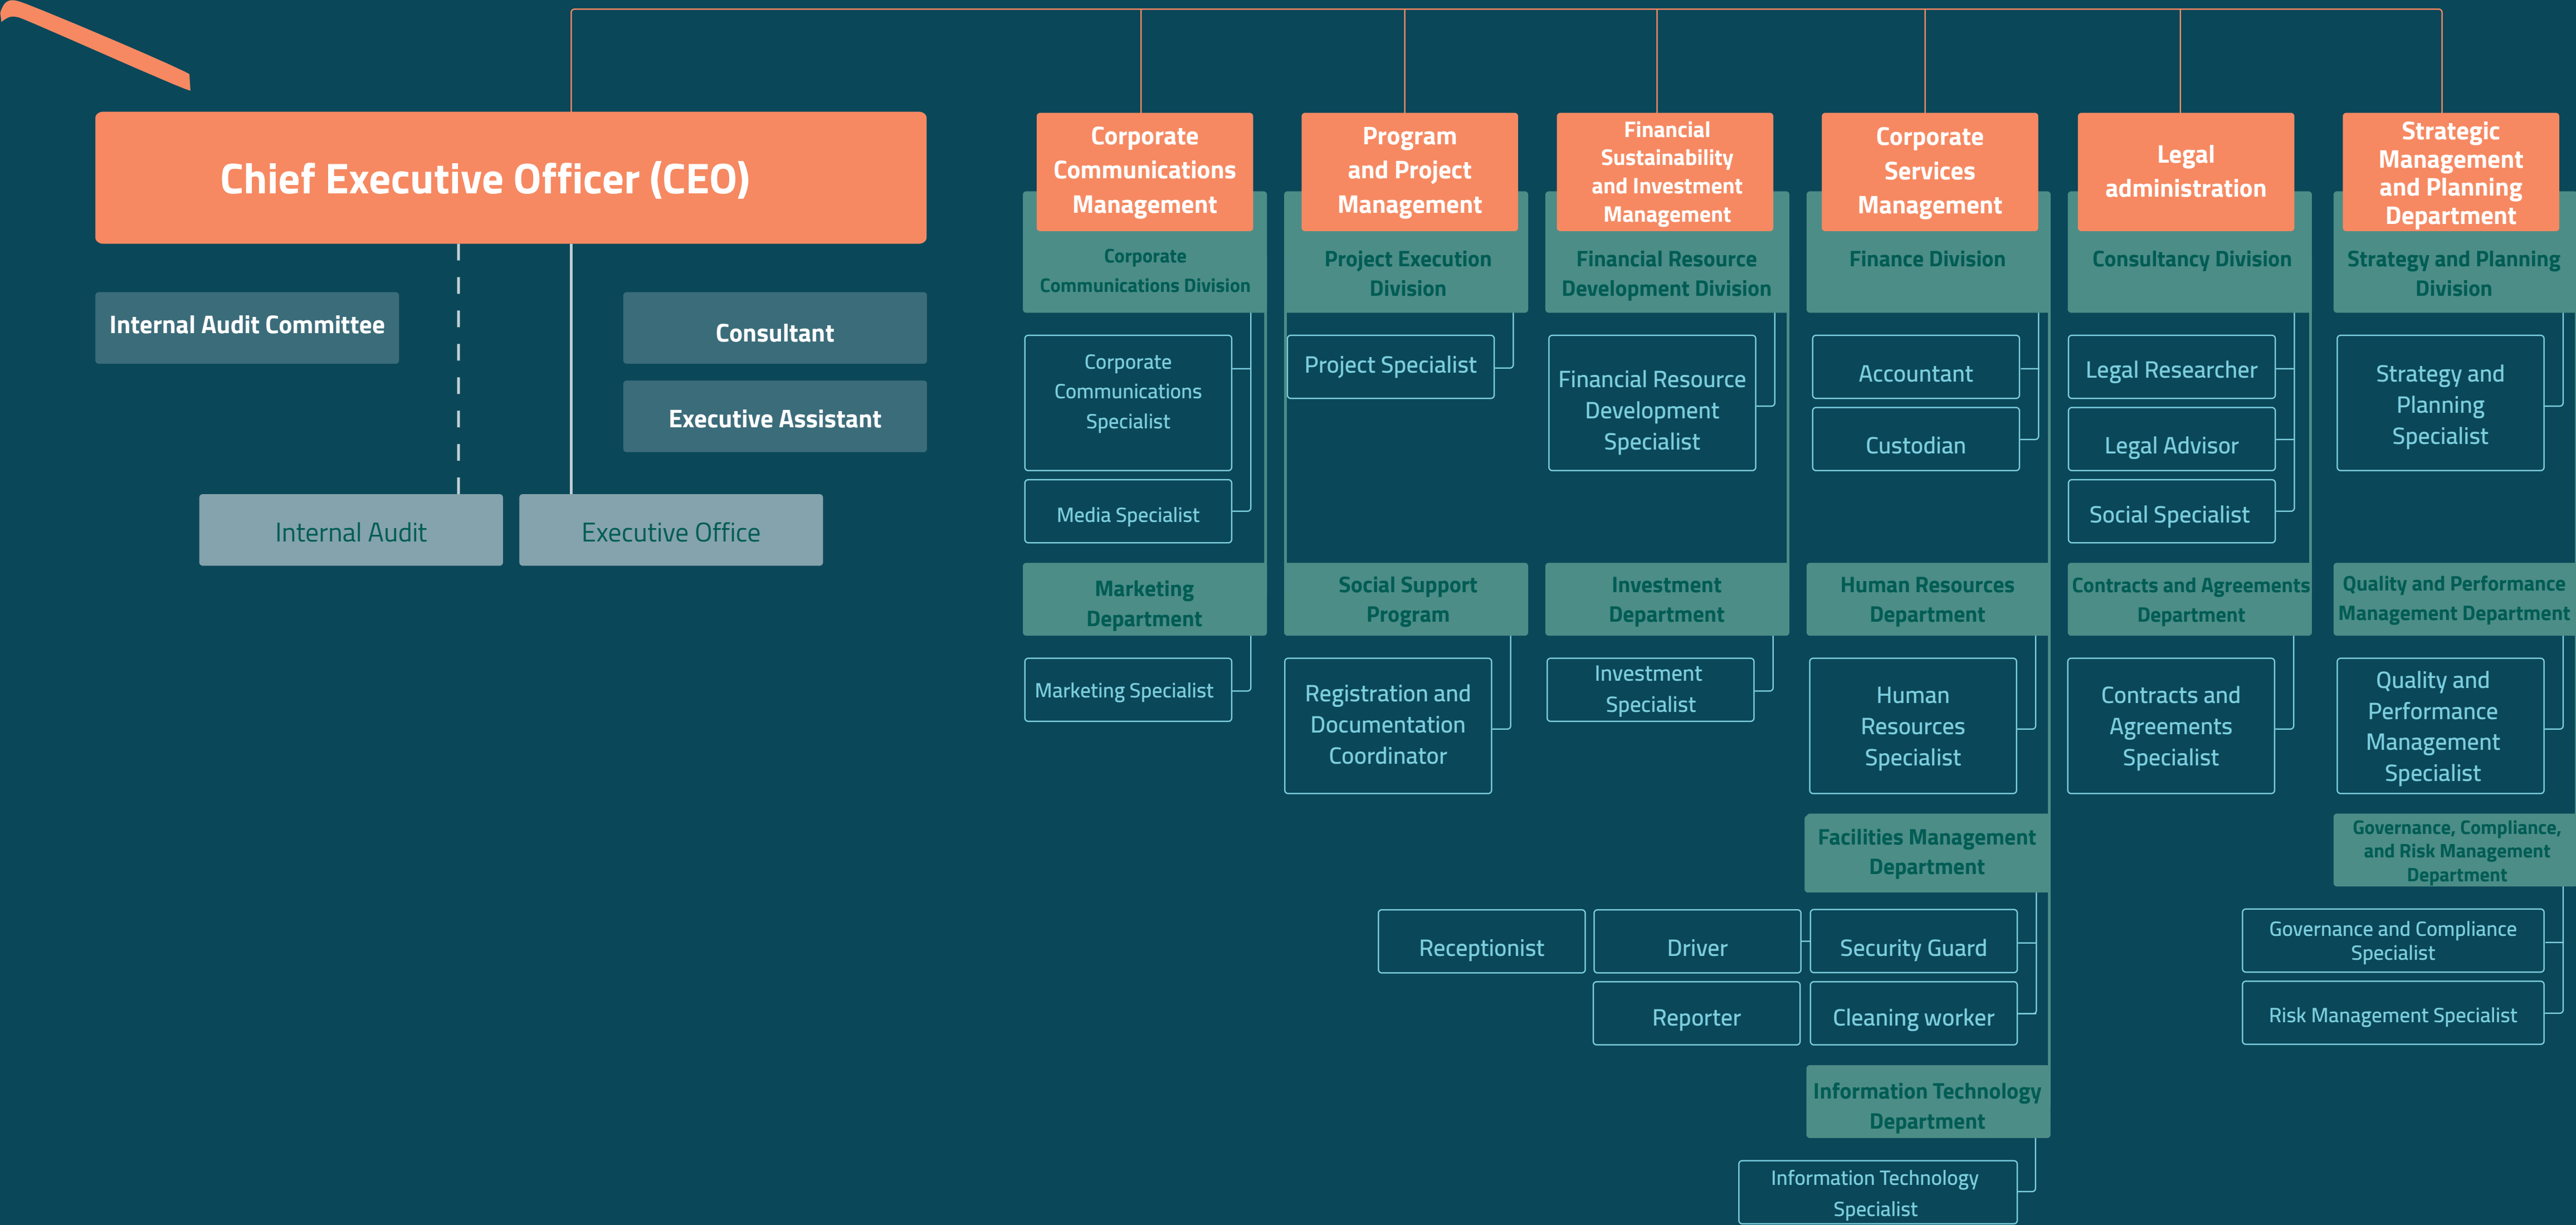 Chief Executive Officer (CEO)
Internal Audit Committee
Consultant
Executive Assistant
Internal Audit
Executive Office
Corporate
Communications
Management
Corporate
Communications Division
Corporate
Communications
Specialist
Media Specialist
Marketing
Department
Marketing Specialist
Program
and Project
Management
Project Execution
Division
Project Specialist
Social Support
Program
Registration and
Documentation
Coordinator
Financial
Sustainability
and Investment
Management
Financial Resource
Development Division
Financial Resource
Development
Specialist
Investment
Department
Investment
Specialist
Corporate
Services
Management
Finance Division
Accountant
Custodian
Human Resources
Department
Human
Resources
Specialist
Facilities Management
Department
Receptionist
Driver
Security Guard
Reporter
Cleaning worker
Information Technology
Department
Information Technology
Specialist
Legal
administration
Consultancy Division
Legal Researcher
Legal Advisor
Social Specialist
Contracts and Agreements
Department
Contracts and
Agreements
Specialist
Strategic
Management
and Planning
Department
Strategy and Planning
Division
Strategy and
Planning
Specialist
Quality and Performance
Management Department
Quality and
Performance
Management
Specialist
Governance, Compliance,
and Risk Management
Department
Governance and Compliance
Specialist
Risk Management Specialist